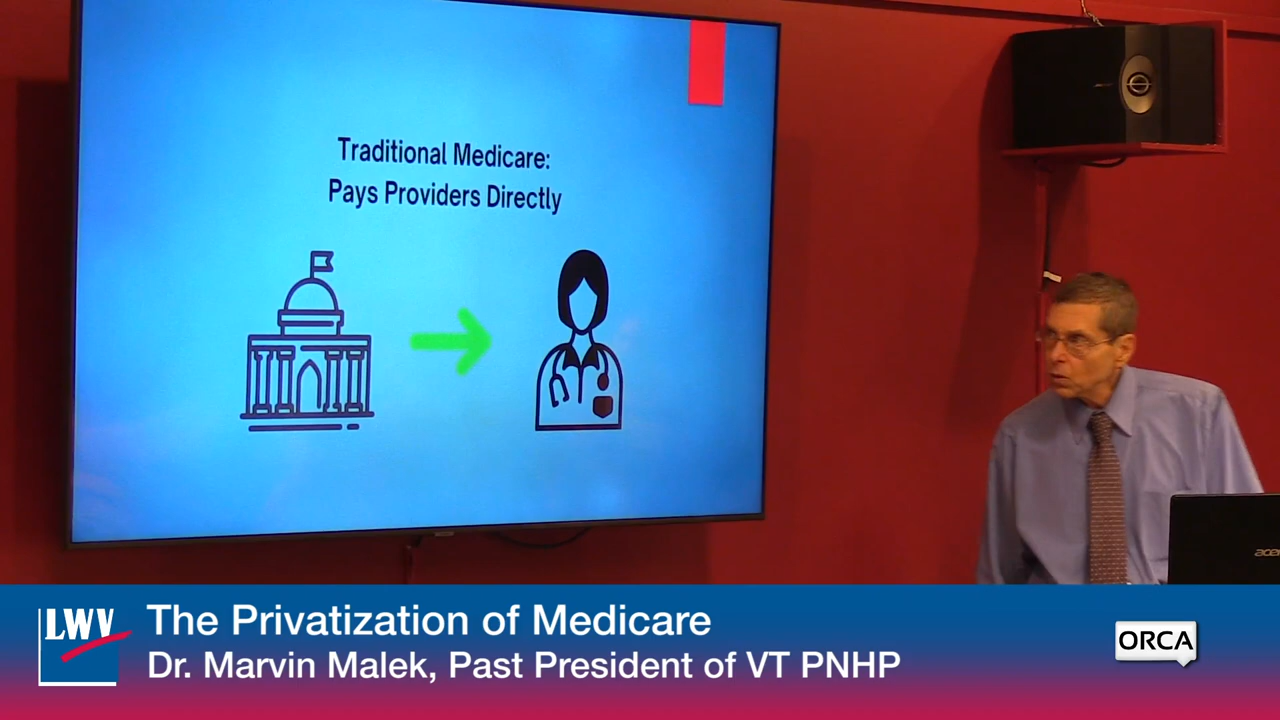 Traditional Medicare:
Pays Providers Directly
acer
LWV
The Privatization of Medicare
Dr. Marvin Malek, Past President of VT PNHP
ORCA